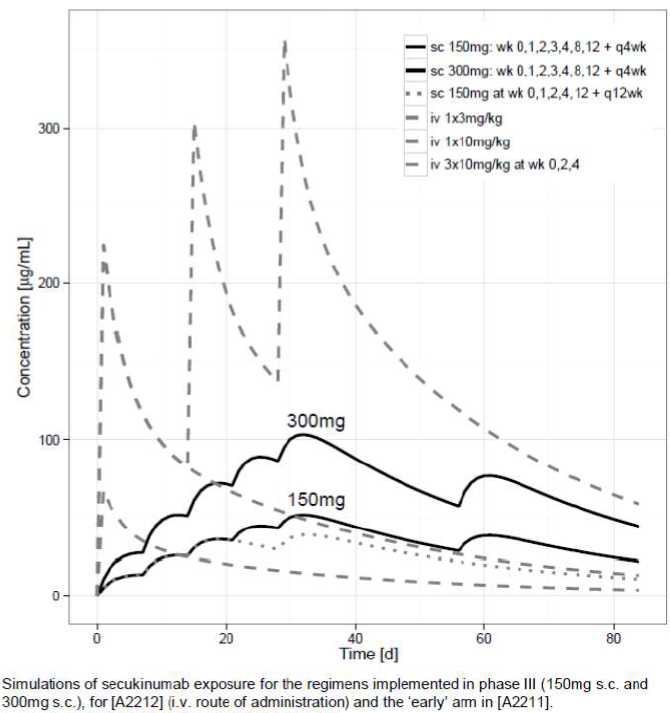 sc 150mg: wk 0,1,2,3,4,8,12 + q4wk
sc 300mg: wk 0,1,2,3,4,8,12 + q4wk
sc 150mg at wk 0,1,2,4,12 + q12wk
iv 1x3mg/kg
iv 1x10mg/kg
iv 3x10mg/kg at wk 0,2,4
300
200
100
0
Concentration [µg/mL]
300mg
150mg
0
20
40
60
80
Time [d]
Simulations of secukinumab exposure for the regimens implemented in phase III (150mg s.c. and
300mg s.c.), for [A2212] (i.v. route of administration) and the 'early' arm in [A2211].